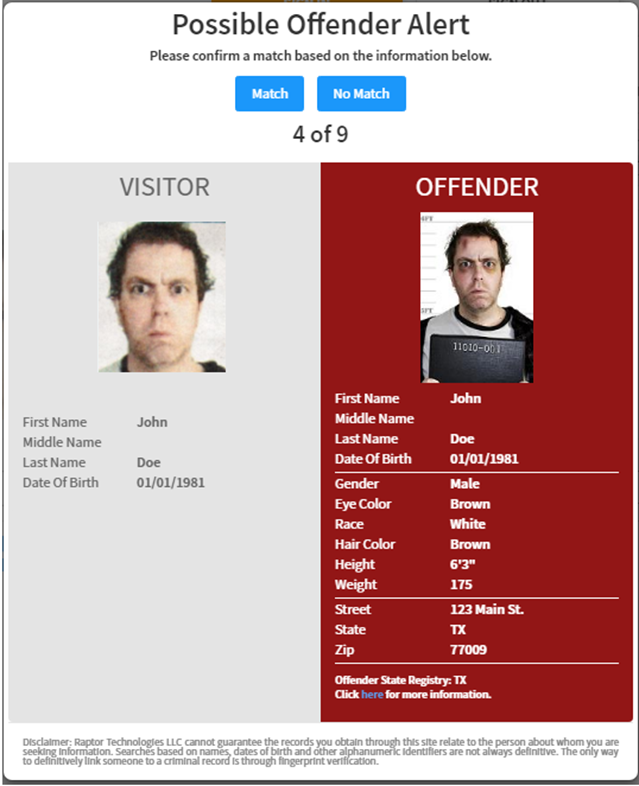 Possible Offender Alert
Please confirm a match based on the information below.
Match No Match
4 of 9
VISITOR
First Name John
Middle Name
Last Name Doe
Date Of Birth 01/01/1981
OFFENDER
11010-001
First Name John
Middle Name
Last Name Doe
Date Of Birth 01/01/1981
Gender Male
Eye Color Brown
Race White
Hair Color Brown
Height 6'3"
Weight 175
Street 123 Main St.
State TX
Zip 77009
Offender State Registry: TX
Click here for more information.
Disclaimer: Raptor Technologies LLC cannot guarantee the records you obtain through this site relate to the person about whom you are
seeking information. Searches based on names, dates of birth and other alphanumeric identifiers are not always definitive. The only way
to definitively link someone to a criminal record is through fingerprint verification.